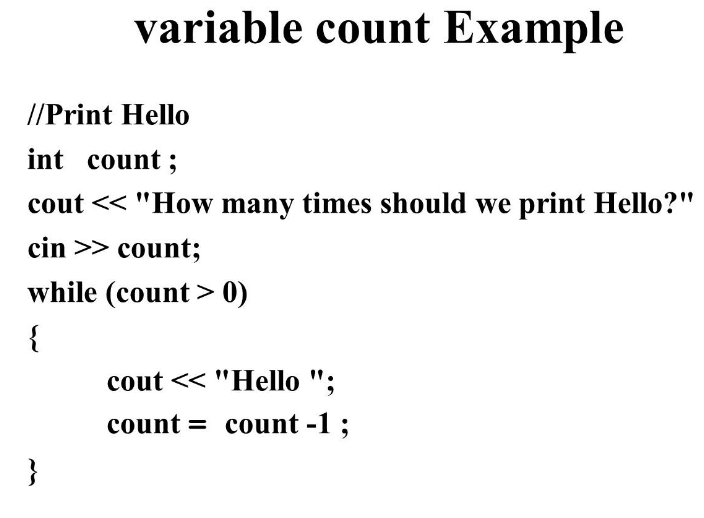 variable count Example
//Print Hello
int   count ;
cout << "How many times should we print Hello?"
cin >> count;
while (count > 0)
{
cout << "Hello ";
count =  count -1 ;
}